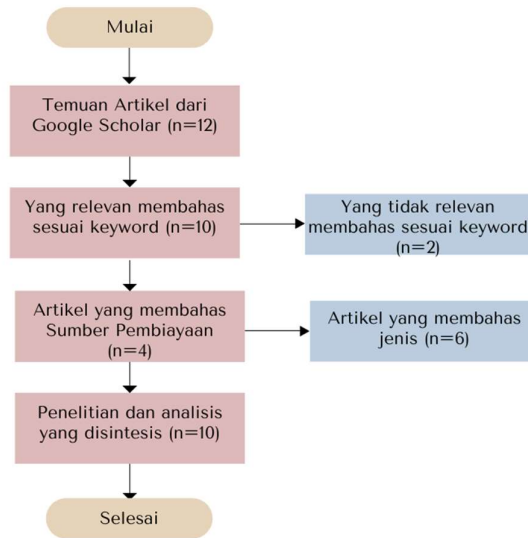 Mulai
Temuan Artikel dari
Google Scholar (n=12)
Yang relevan membahas
sesuai keyword (n=10)
Yang tidak relevan
membahas sesuai keyword
(n=2)
Artikel yang membahas
Sumber Pembiayaan
(n=4)
Artikel yang membahas
jenis (n=6)
Penelitian dan analisis
yang disintesis (n=10)
Selesai